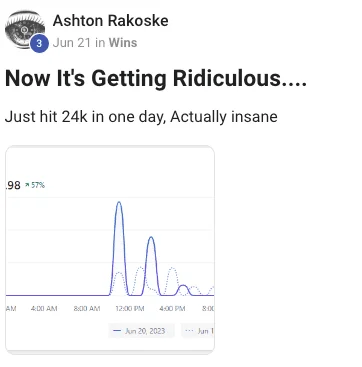 Ashton Rakoske
3
Jun 21 in Wins
Now It's Getting Ridiculous....
Just hit 24k in one day, Actually insane
.98 57%
AM 4:00 AM 8:00 AM 12:00 PM 4:00 PM 8:0
Jun 20, 2023 Jun 1